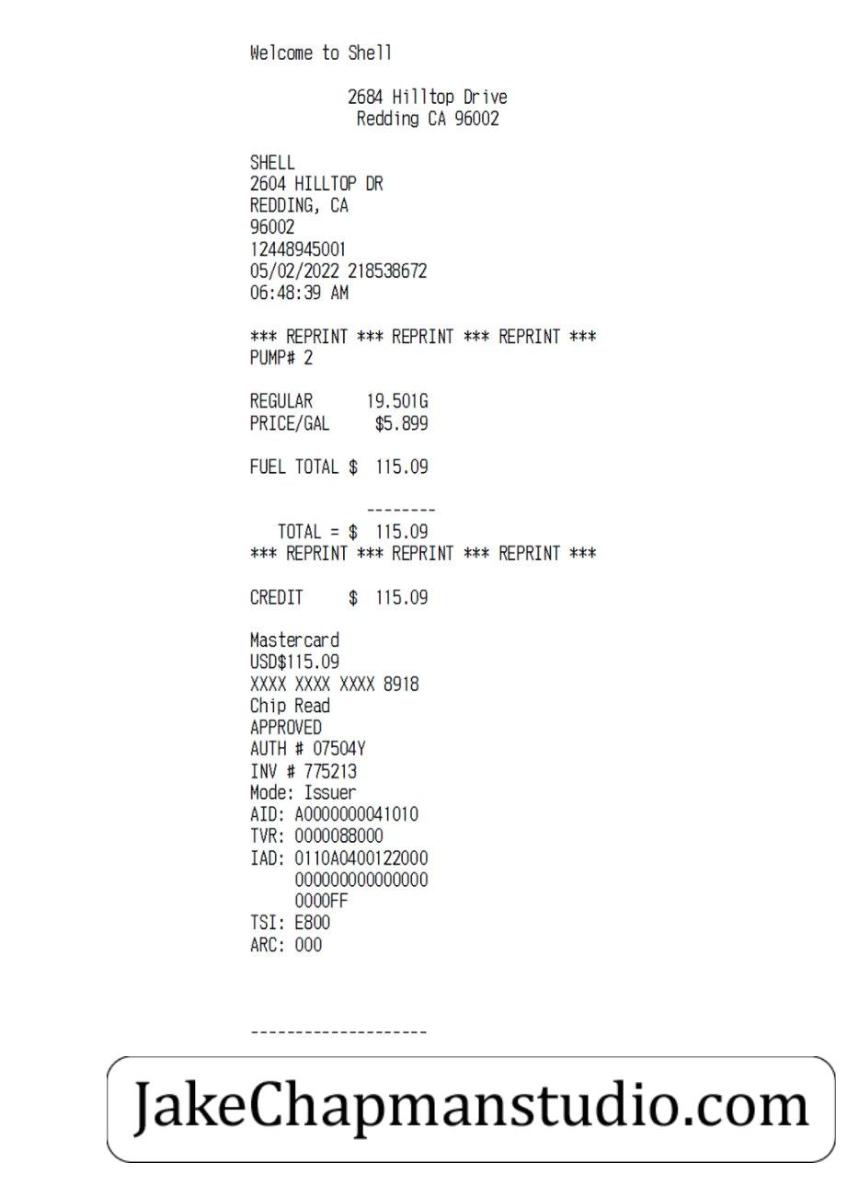 Welcome to Shell
2684 Hilltop Drive
Redding CA 96002
SHELL
2604 HILLTOP DR
REDDING, CA
96002
12448945001
05/02/2022 218538672
06:48:39 AM
*** REPRINT *** REPRINT *** REPRINT ***
PUMP# 2
REGULAR 19.501G
PRICE/GAL $5.899
FUEL TOTAL $ 115.09
--------
TOTAL = $ 115.09
*** REPRINT *** REPRINT *** REPRINT ***
CREDIT $ 115.09
Mastercard
USD$115.09
XXXX XXXX XXXX 8918
Chip Read
APPROVED
AUTH # 07504Y
INV # 775213
Mode: Issuer
AID: A0000000041010
TVR: 0000088000
IAD: 0110A0400122000
000000000000000
0000FF
TSI: E800
ARC: 000
--------------------
JakeChapmanstudio.com